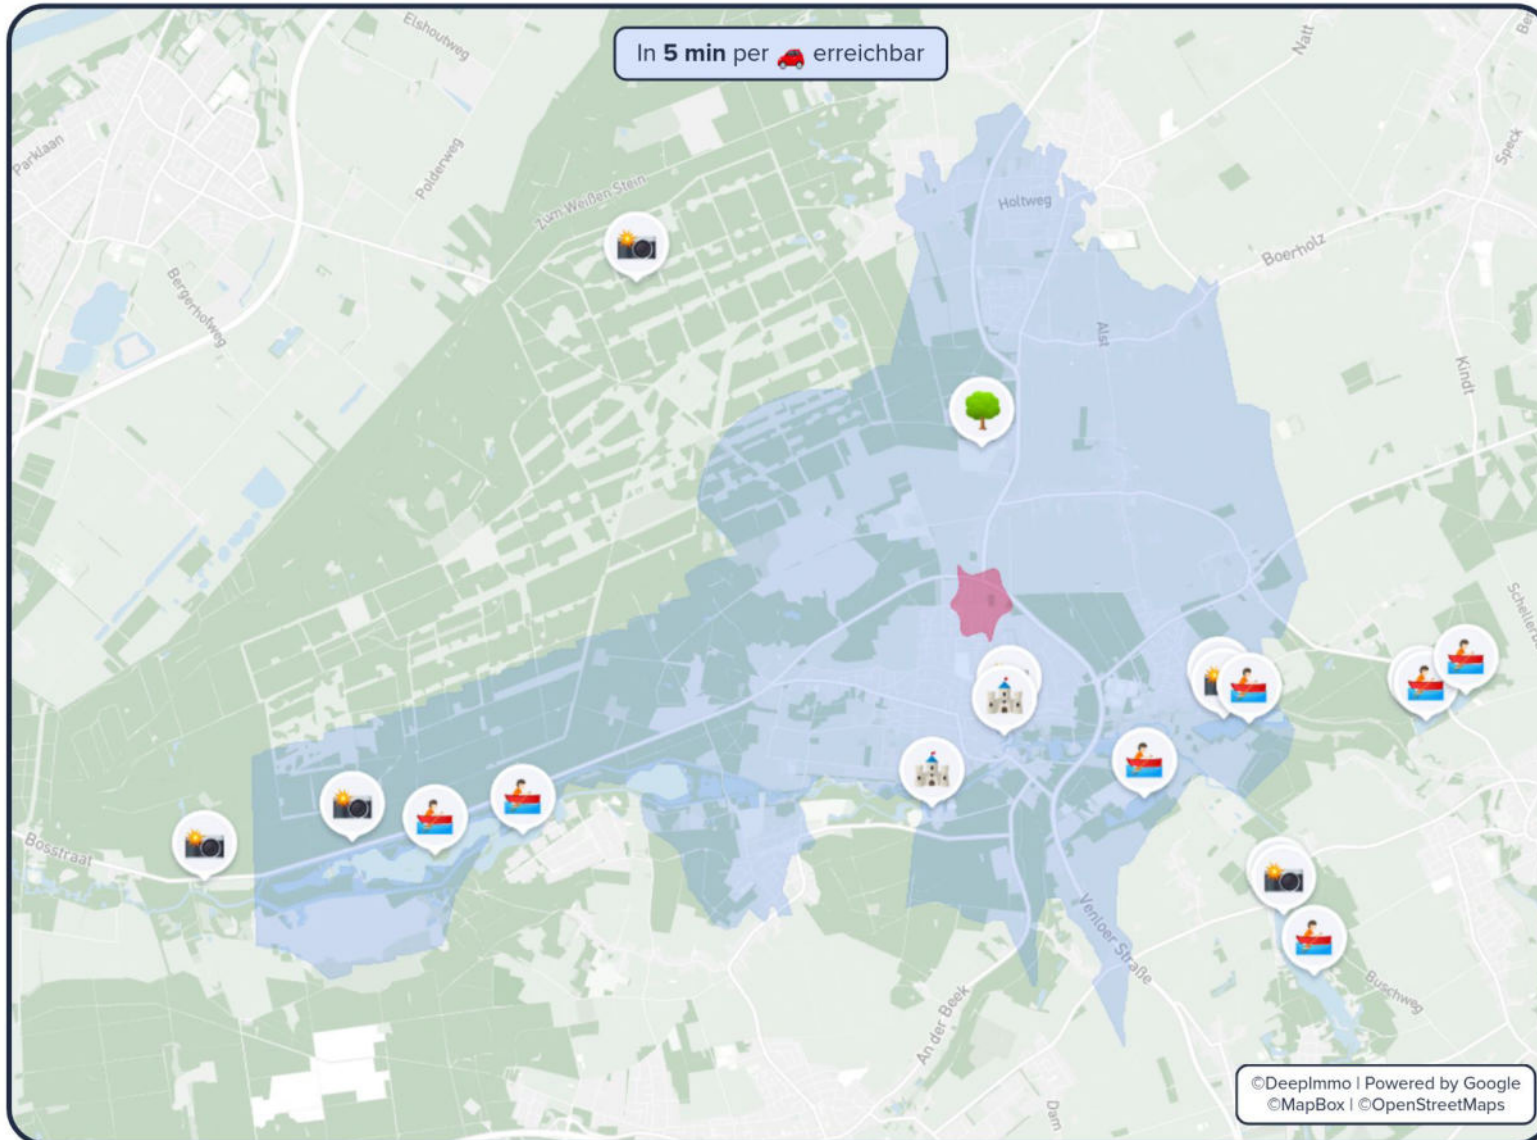 Elshoutweg
In 5 min per erreichbar
Natt
Parklaan
Polderweg
Speck
Zum Weißen Stein
Holtweg
Boerholz
Bergerhofweg
Alst
Kindt
Bosstraat
Venloer Straße
Buschweg
An der Beek
Dam
©DeepImmo | Powered by Google
©MapBox | ©OpenStreetMaps